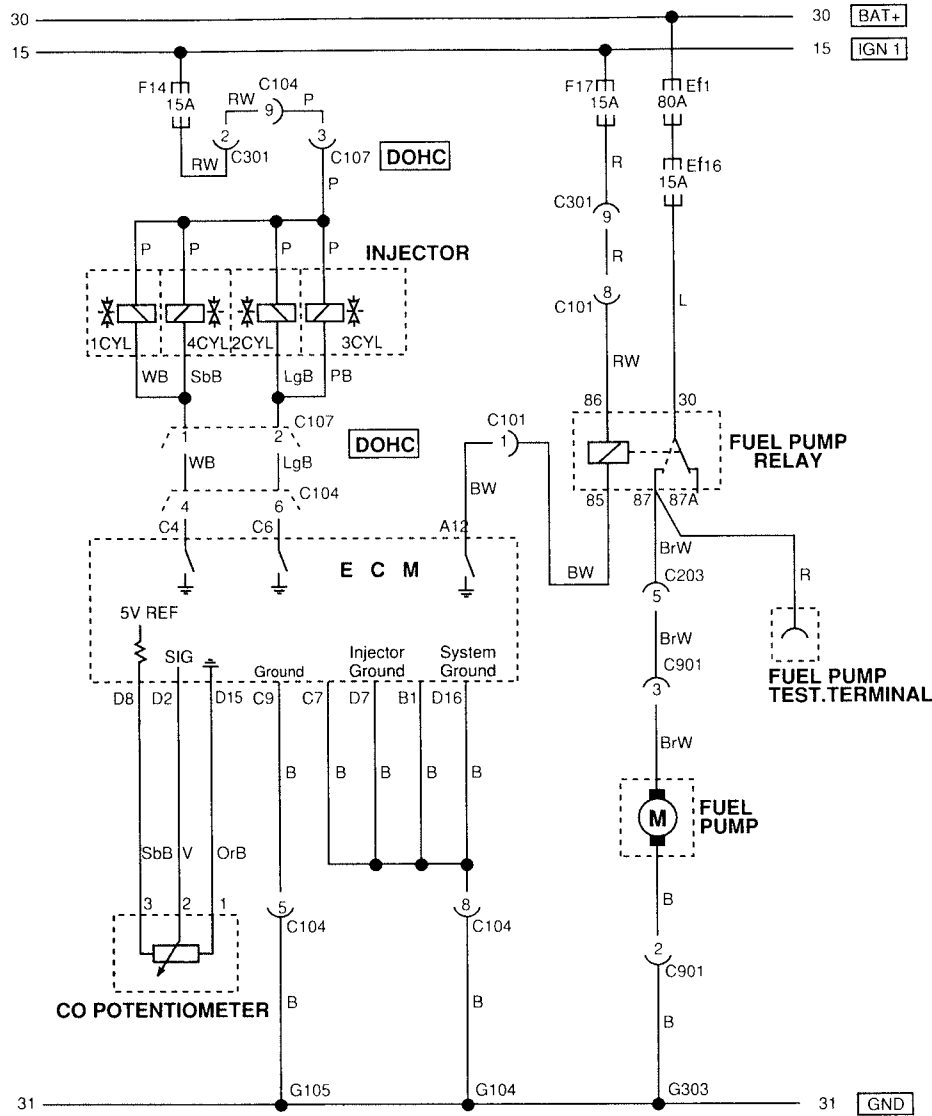 30 30 BAT+
15 15 IGN 1
F14 15A
RW C104 P
9
2 3
RW C301 C107 DOHC
P
F17 15A
Ef1 80A
Ef16 15A
R
C301
9
R
8
C101
L
RW
P P P P
INJECTOR
1CYL 4CYL 2CYL 3CYL
WB SbB LgB PB
C107
1 2
DOHC
WB LgB
C104
4 6
C4 C6 A12
C101
1
BW
BW
86 30
FUEL PUMP
RELAY
85 87 87A
BrW
C203
5
R
BrW
C901
3
FUEL PUMP
TEST.TERMINAL
BrW
M
FUEL
PUMP
B
2
C901
B
E C M
5V REF
SIG
Ground
Injector
Ground
System
Ground
D8 D2 D15 C9 C7 D7 B1 D16
B B B B B
SbB V OrB
3 2 1
5 8
C104 C104
CO POTENTIOMETER
B B
G105 G104 G303
31 31 GND